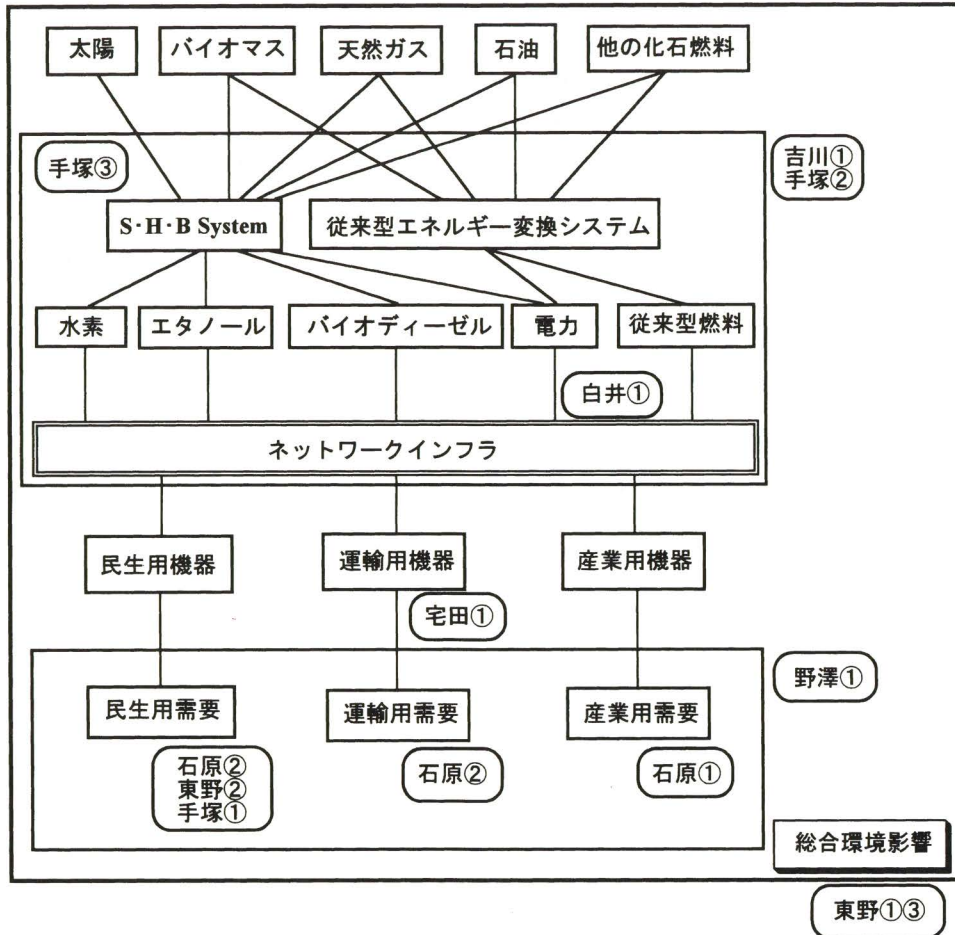 太陽
バイオマス
天然ガス
石油
他の化石燃料
手塚③
吉川①
手塚②
S・H・B System
従来型エネルギー変換システム
水素
エタノール
バイオディーゼル
電力
従来型燃料
白井①
ネットワークインフラ
民生用機器
運輸用機器
産業用機器
宅田①
野澤①
民生用需要
運輸用需要
産業用需要
石原②
東野②
手塚①
石原②
石原①
総合環境影響
東野①③